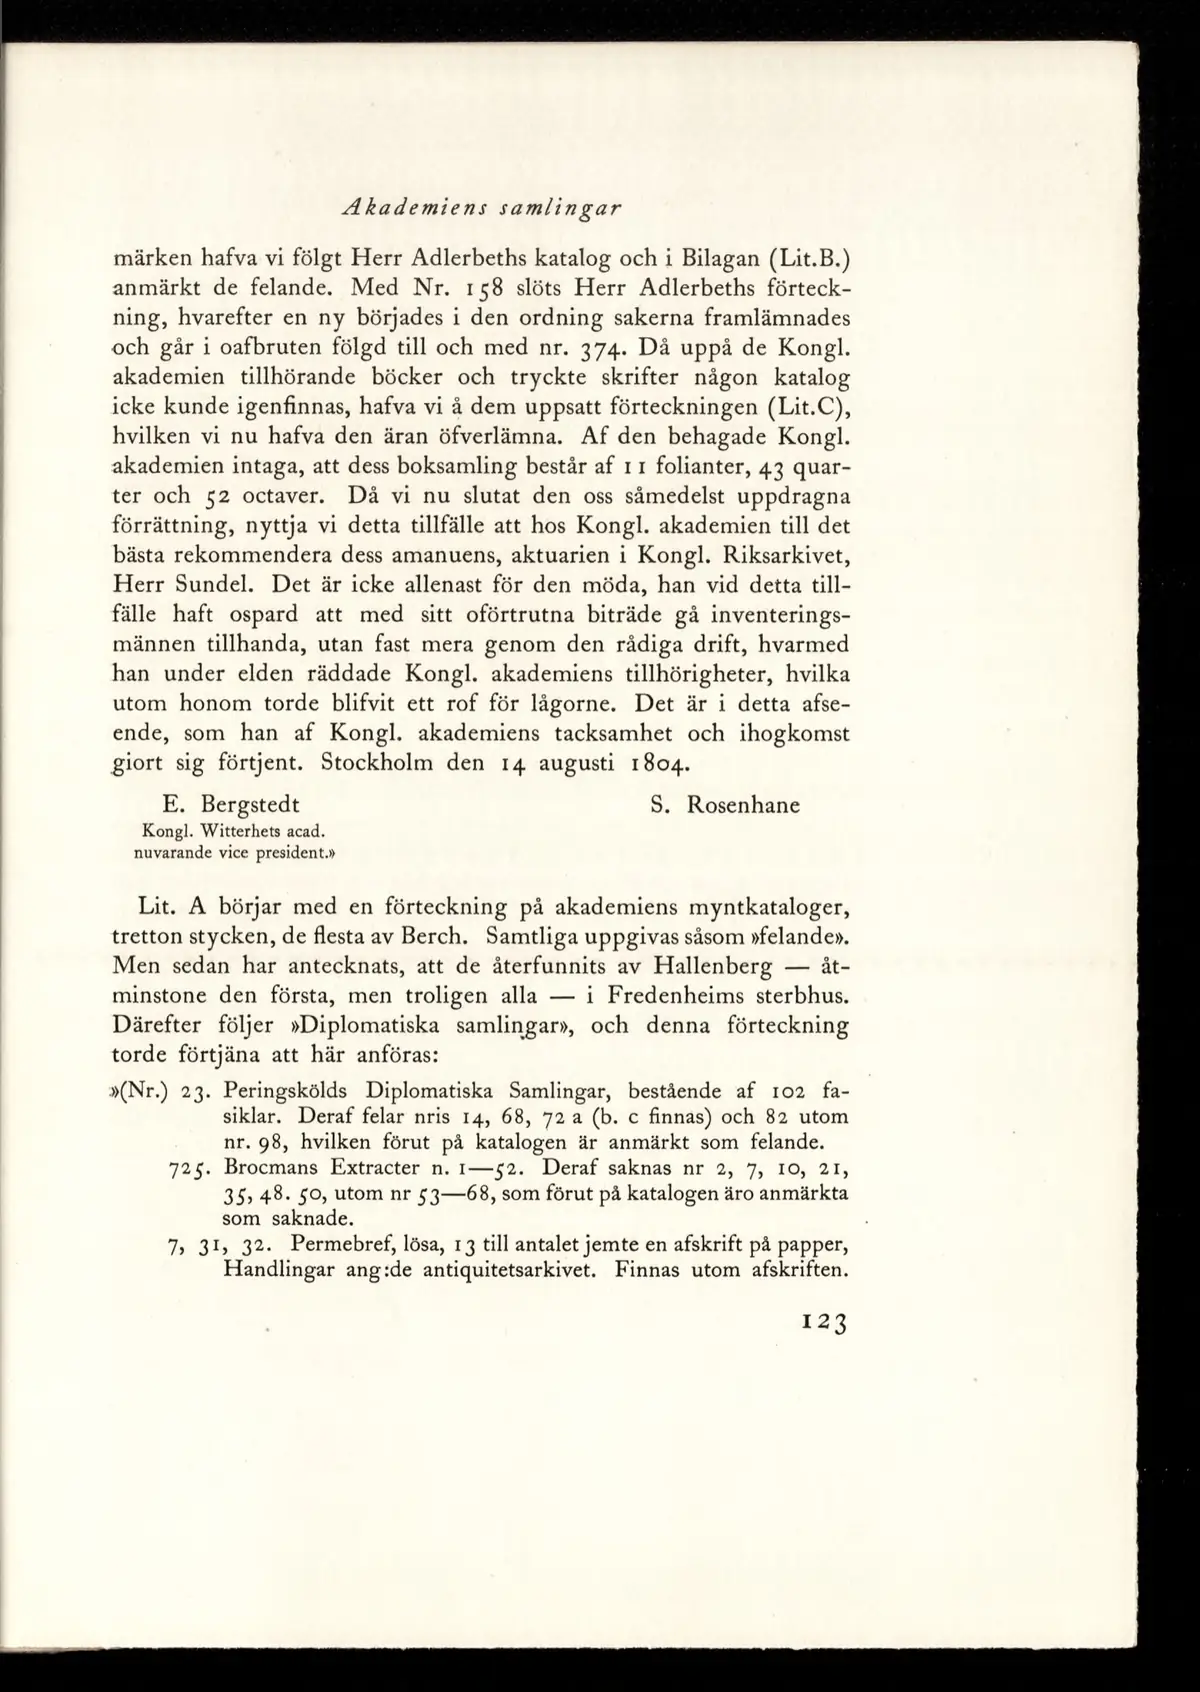 Akademiens samlingar
märken hafva vi fölgt Herr Adlerbeths katalog och i Bilagan (Lit.B.)
anmärkt de felande. Med Nr. 158 slöts Herr Adlerbeths förteck-
ning, hvarefter en ny börjades i den ordning sakerna framlämnades
och går i oafbruten fölgd till och med nr. 374. Då uppå de Kongl.
akademien tillhörande böcker och tryckte skrifter någon katalog
icke kunde igenfinnas, hafva vi å dem uppsatt förteckningen (Lit.C),
hvilken vi nu hafva den äran öfverlämna. Af den behagade Kongl.
akademien intaga, att dess boksamling består af 11 folianter, 43 quar-
ter och 52 octaver. Då vi nu slutat den oss såmedelst uppdragna
förrättning, nyttja vi detta tillfälle att hos Kongl. akademien till det
bästa rekommendera dess amanuens, aktuarien i Kongl. Riksarkivet,
Herr Sundel. Det är icke allenast för den möda, han vid detta till-
fälle haft ospard att med sitt oförtrutna biträde gå inventerings-
männen tillhanda, utan fast mera genom den rådiga drift, hvarmed
han under elden räddade Kongl. akademiens tillhörigheter, hvilka
utom honom torde blifvit ett rof för lågorne. Det är i detta afse-
ende, som han af Kongl. akademiens tacksamhet och ihogkomst
giort sig förtjent. Stockholm den 14 augusti 1804.
E. Bergstedt S. Rosenhane
Kongl. Witterhets acad.
nuvarande vice president.»
Lit. A börjar med en förteckning på akademiens myntkataloger,
tretton stycken, de flesta av Berch. Samtliga uppgivas såsom »felande».
Men sedan har antecknats, att de återfunnits av Hallenberg — åt-
minstone den första, men troligen alla — i Fredenheims sterbhus.
Därefter följer »Diplomatiska samlingar», och denna förteckning
torde förtjäna att här anföras:
»(Nr.) 23. Peringskölds Diplomatiska Samlingar, bestående af 102 fa-
siklar. Deraf felar nris 14, 68, 72 a (b. c finnas) och 82 utom
nr. 98, hvilken förut på katalogen är anmärkt som felande.
725. Brocmans Extracter n. 1—52. Deraf saknas nr 2, 7, 10, 21,
35, 48. 50, utom nr 53—68, som förut på katalogen äro anmärkta
som saknade.
7, 31, 32. Permebref, lösa, 13 till antalet jemte en afskrift på papper,
Handlingar ang:de antiquitetsarkivet. Finnas utom afskriften.
123